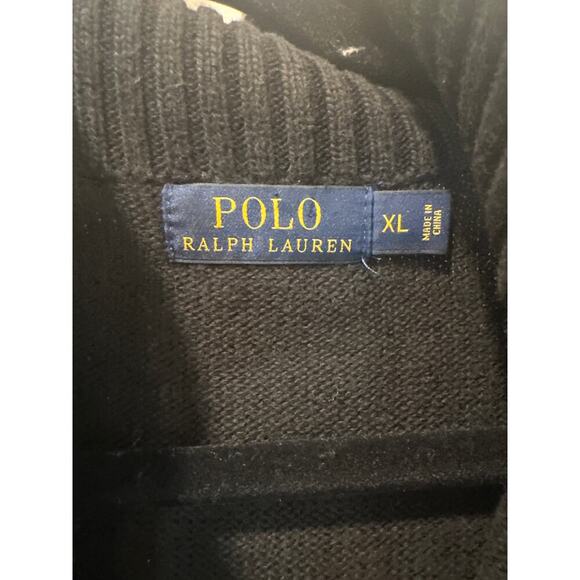 POLO
RALPH LAUREN
XL
MADE IN
CHINA